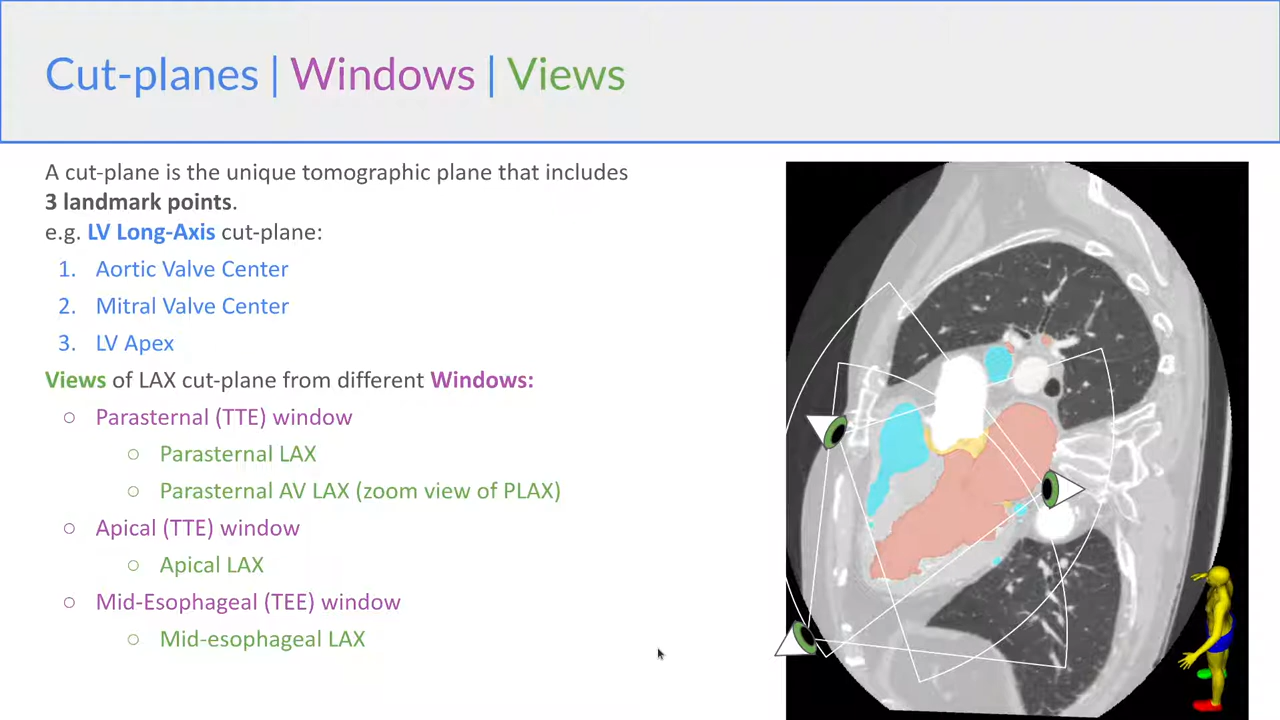 Cut-planes | Windows | Views
A cut-plane is the unique tomographic plane that includes
3 landmark points.
e.g. LV Long-Axis cut-plane:
1. Aortic Valve Center
2. Mitral Valve Center
3. LV Apex
Views of LAX cut-plane from different Windows:
○ Parasternal (TTE) window
○ Parasternal LAX
○ Parasternal AV LAX (zoom view of PLAX)
○ Apical (TTE) window
○ Apical LAX
○ Mid-Esophageal (TEE) window
○ Mid-esophageal LAX